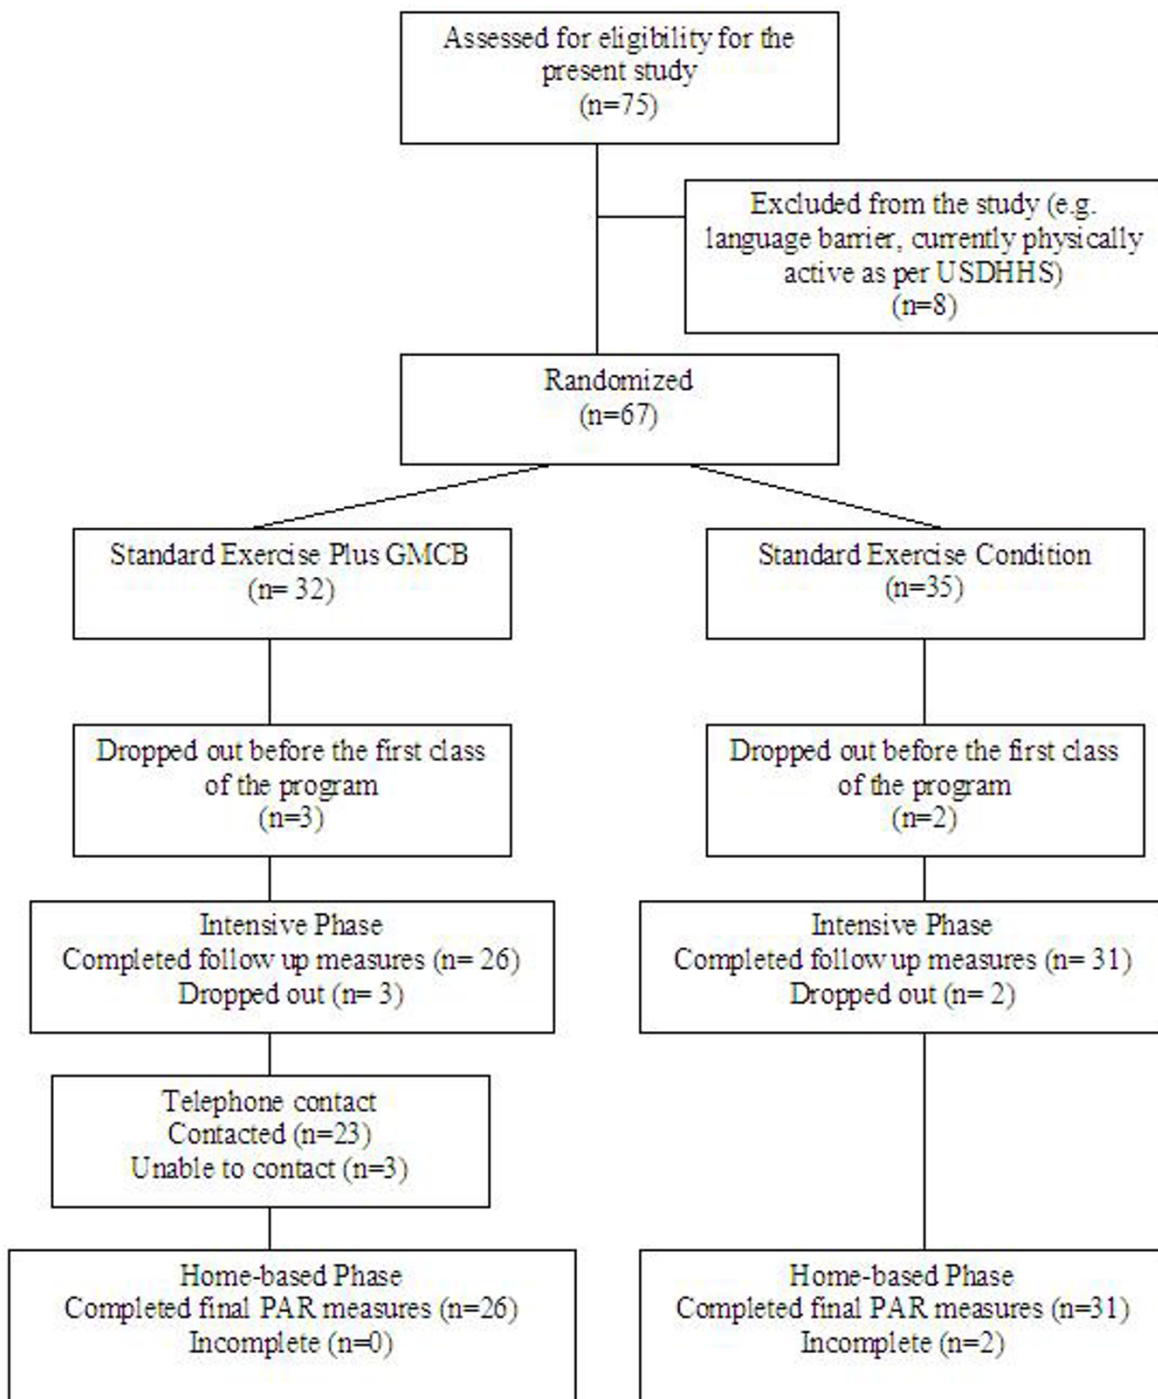 Assessed for eligibility for the
present study
(n=75)
Excluded from the study (e.g.
language barrier, currently physically
active as per USDHHS)
(n=8)
Randomized
(n=67)
Standard Exercise Plus GMCB
(n= 32)
Standard Exercise Condition
(n=35)
Dropped out before the first class
of the program
(n=3)
Dropped out before the first class
of the program
(n=2)
Intensive Phase
Completed follow up measures (n= 26)
Dropped out (n= 3)
Intensive Phase
Completed follow up measures (n= 31)
Dropped out (n= 2)
Telephone contact
Contacted (n=23)
Unable to contact (n=3)
Home-based Phase
Completed final PAR measures (n=26)
Incomplete (n=0)
Home-based Phase
Completed final PAR measures (n=31)
Incomplete (n=2)